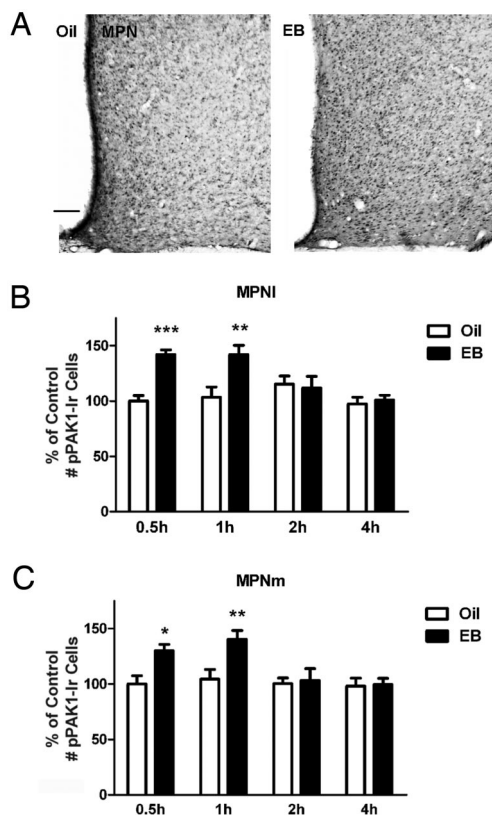 A
Oil MPN
EB
B
MPNl
% of Control
# pPAK1-Ir Cells
150
100
50
0
*** **
0.5h 1h 2h 4h
Oil
EB
C
MPNm
% of Control
# pPAK1-Ir Cells
150
100
50
0
* **
0.5h 1h 2h 4h
Oil
EB